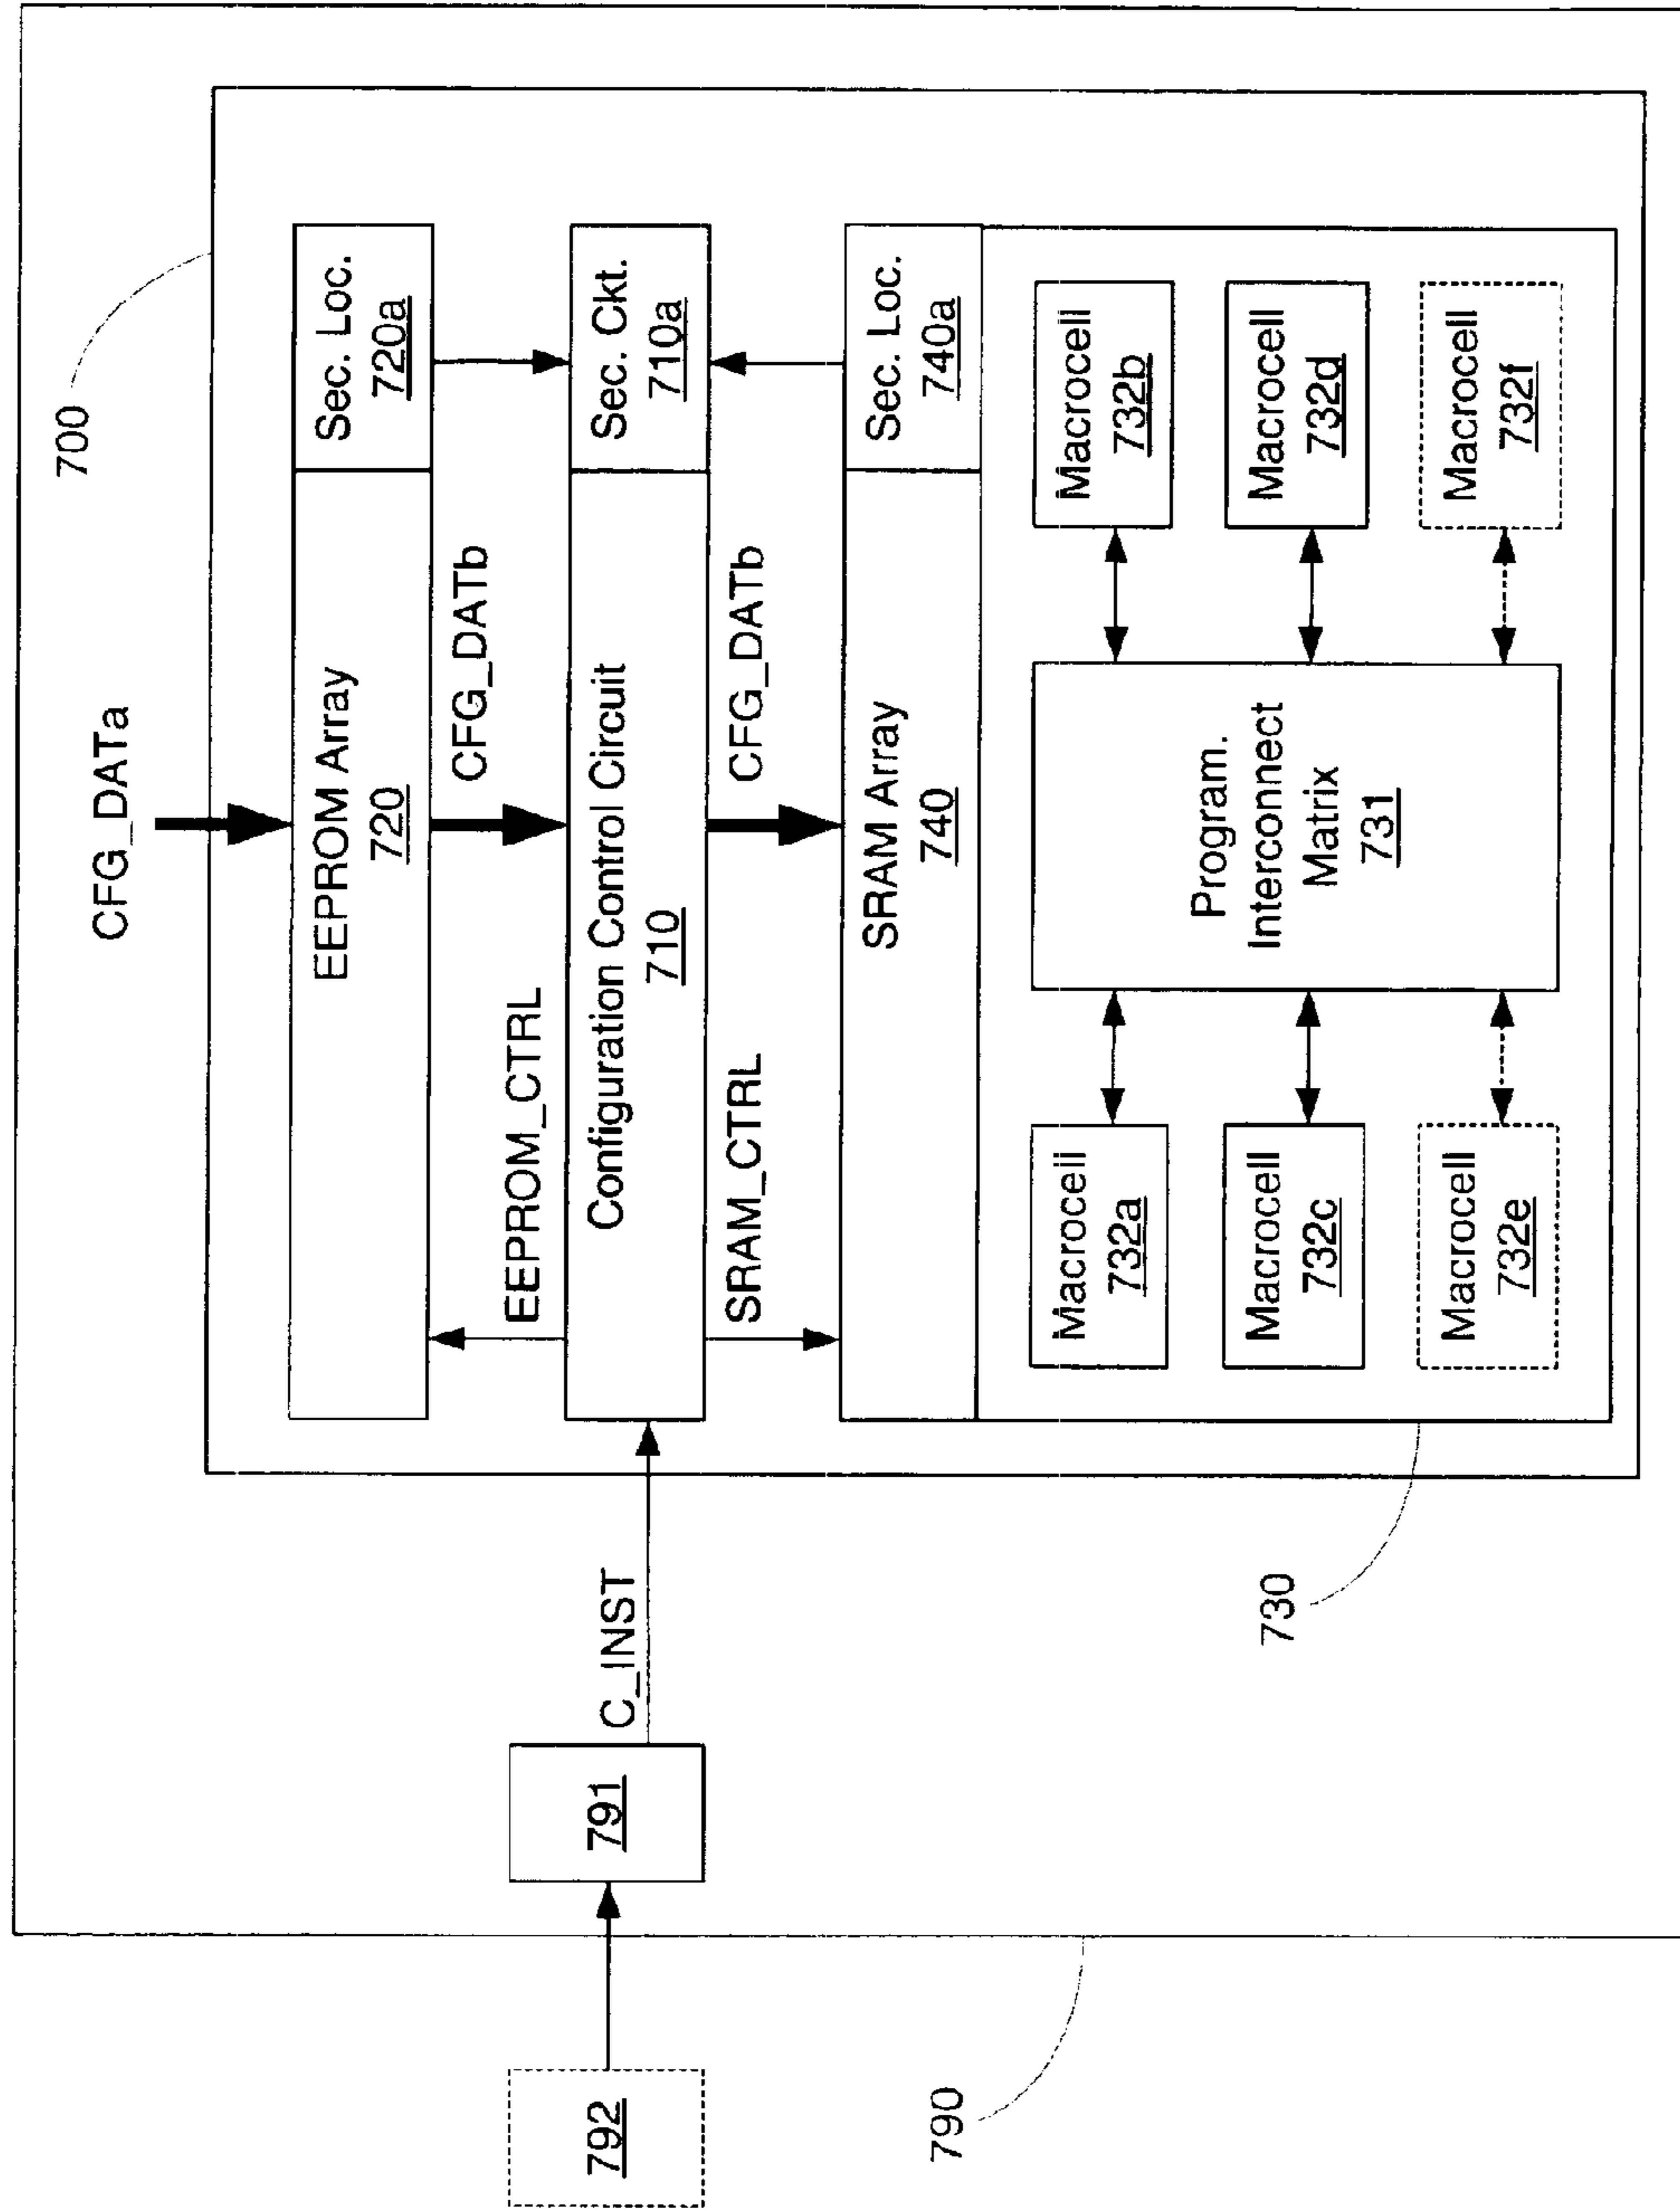 CFG_DATa
700
EEPROM Array
720
Sec. Loc.
720a
EEPROM_CTRL
CFG_DATb
Configuration Control Circuit
710
Sec. Ckt.
710a
SRAM_CTRL
CFG_DATb
SRAM Array
740
Sec. Loc.
740a
Macrocell
732a
Macrocell
732b
Program.
Interconnect
Matrix
731
Macrocell
732c
Macrocell
732d
Macrocell
732e
Macrocell
732f
792
791
C_INST
790
730